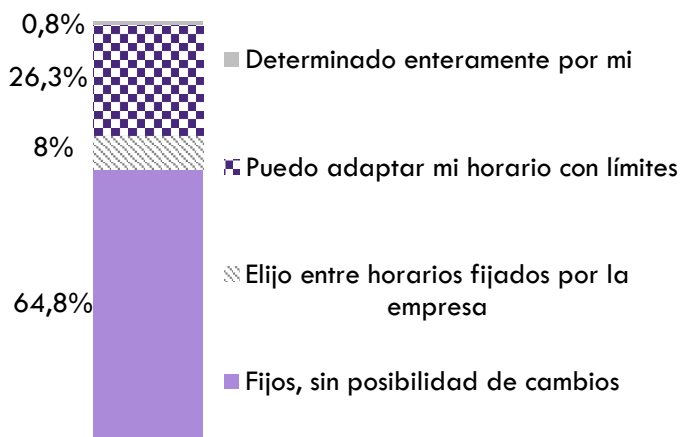 0,8%
Determinado enteramente por mi
26,3%
8%
Puedo adaptar mi horario con límites
Elijo entre horarios fijados por la
empresa
64,8%
Fijos, sin posibilidad de cambios